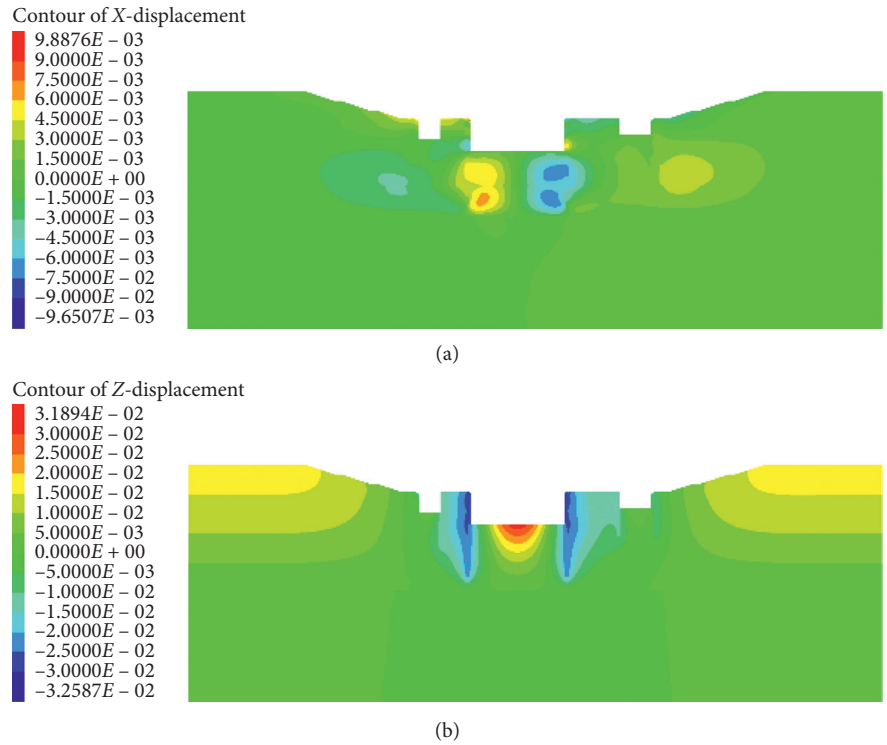 Contour of X-displacement
9.8876E – 03
9.0000E – 03
7.5000E – 03
6.0000E – 03
4.5000E – 03
3.0000E – 03
1.5000E – 03
0.0000E + 00
–1.5000E – 03
–3.0000E – 03
–4.5000E – 03
–6.0000E – 03
–7.5000E – 02
–9.0000E – 02
–9.6507E – 03
(a)
Contour of Z-displacement
3.1894E – 02
3.0000E – 02
2.5000E – 02
2.0000E – 02
1.5000E – 02
1.0000E – 02
5.0000E – 03
0.0000E + 00
–5.0000E – 03
–1.0000E – 02
–1.5000E – 02
–2.0000E – 02
–2.5000E – 02
–3.0000E – 02
–3.2587E – 02
(b)